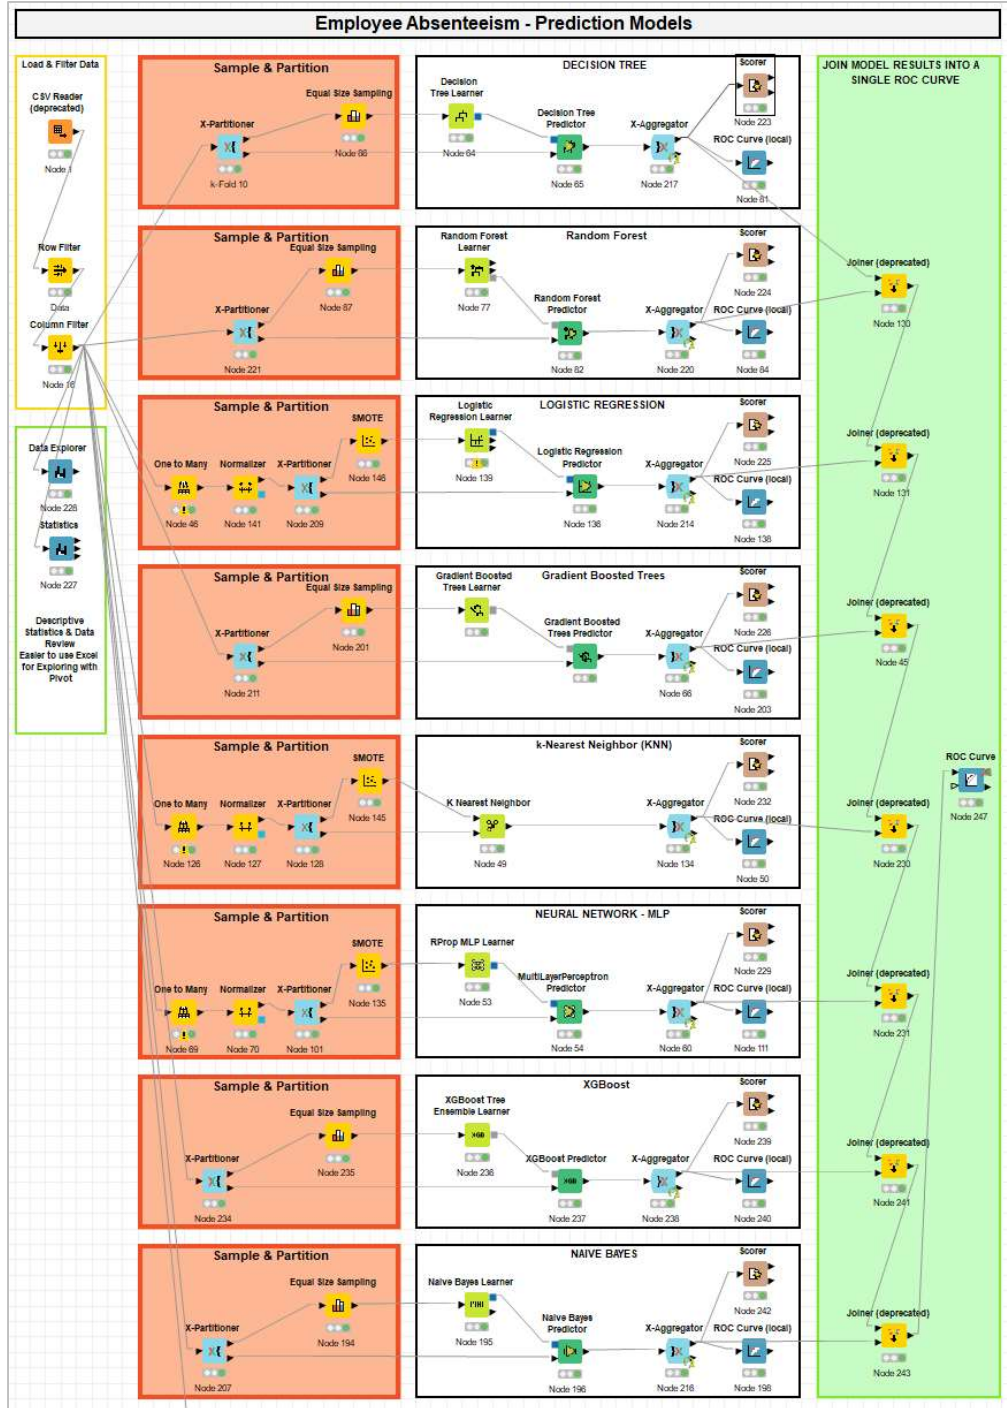 Employee Absenteeism - Prediction Models
Load & Filter Data
CSV Reader
(deprecated)
Node 1
Row Filter
Data
Column Filter
Node 16
Data Explorer
Node 228
Statistics
Node 227
Descriptive
Statistics & Data
Review
Easier to use Excel
for Exploring with
Pivot
Sample & Partition
Equal Size Sampling
Node 86
X-Partitioner
k-Fold 10
DECISION TREE
Decision
Tree Learner
Node 64
Decision Tree
Predictor
Node 65
X-Aggregator
Node 217
Scorer
Node 223
ROC Curve (local)
Node 81
Sample & Partition
Equal Size Sampling
Node 87
X-Partitioner
Node 221
Random Forest
Random Forest
Learner
Node 77
Random Forest
Predictor
Node 82
X-Aggregator
Node 220
Scorer
Node 224
ROC Curve (local)
Node 84
Sample & Partition
SMOTE
Node 146
One to Many
Node 46
Normalizer
Node 141
X-Partitioner
Node 209
LOGISTIC REGRESSION
Logistic
Regression Learner
Node 139
Logistic Regression
Predictor
Node 136
X-Aggregator
Node 214
Scorer
Node 225
ROC Curve (local)
Node 138
Sample & Partition
Equal Size Sampling
Node 201
X-Partitioner
Node 211
Gradient Boosted Trees
Gradient Boosted
Trees Learner
Gradient Boosted
Trees Predictor
X-Aggregator
Node 66
Scorer
Node 226
ROC Curve (local)
Node 203
Sample & Partition
SMOTE
Node 145
One to Many
Node 126
Normalizer
Node 127
X-Partitioner
Node 128
k-Nearest Neighbor (KNN)
K Nearest Neighbor
Node 49
X-Aggregator
Node 134
Scorer
Node 232
ROC Curve (local)
Node 50
Sample & Partition
SMOTE
Node 135
One to Many
Node 69
Normalizer
Node 70
X-Partitioner
Node 101
NEURAL NETWORK - MLP
RProp MLP Learner
Node 53
MultiLayerPerceptron
Predictor
Node 54
X-Aggregator
Node 60
Scorer
Node 229
ROC Curve (local)
Node 111
Sample & Partition
Equal Size Sampling
Node 235
X-Partitioner
Node 234
XGBoost
XGBoost Tree
Ensemble Learner
Node 236
XGBoost Predictor
Node 237
X-Aggregator
Node 238
Scorer
Node 239
ROC Curve (local)
Node 240
Sample & Partition
Equal Size Sampling
Node 194
X-Partitioner
Node 207
NAIVE BAYES
Naive Bayes Learner
Node 195
Naive Bayes
Predictor
Node 196
X-Aggregator
Node 216
Scorer
Node 242
ROC Curve (local)
Node 198
JOIN MODEL RESULTS INTO A
SINGLE ROC CURVE
Joiner (deprecated)
Node 130
Joiner (deprecated)
Node 131
Joiner (deprecated)
Node 45
Joiner (deprecated)
Node 230
Joiner (deprecated)
Node 231
Joiner (deprecated)
Node 241
Joiner (deprecated)
Node 243
ROC Curve
Node 247